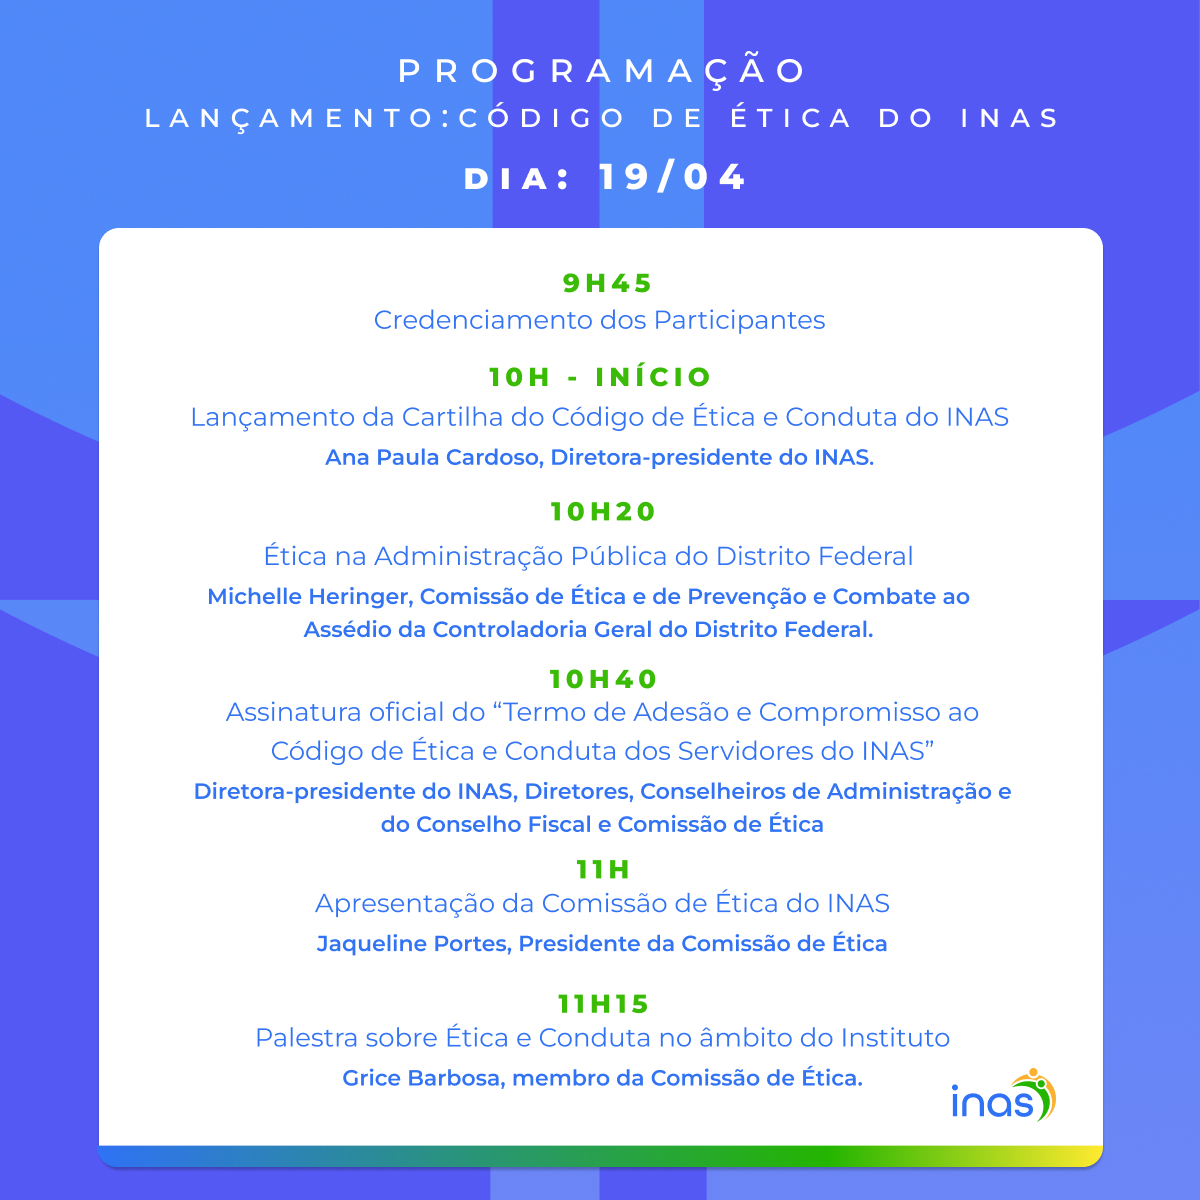 PROGRAMAÇÃO
LANÇAMENTO:CÓDIGO DE ÉTICA DO INAS
DIA: 19/04
9H45
Credenciamento dos Participantes
10H - INÍCIO
Lançamento da Cartilha do Código de Ética e Conduta do INAS
Ana Paula Cardoso, Diretora-presidente do INAS.
10H20
Ética na Administração Pública do Distrito Federal
Michelle Heringer, Comissão de Ética e de Prevenção e Combate ao
Assédio da Controladoria Geral do Distrito Federal.
10H40
Assinatura oficial do “Termo de Adesão e Compromisso ao
Código de Ética e Conduta dos Servidores do INAS”
Diretora-presidente do INAS, Diretores, Conselheiros de Administração e
do Conselho Fiscal e Comissão de Ética
11H
Apresentação da Comissão de Ética do INAS
Jaqueline Portes, Presidente da Comissão de Ética
11H15
Palestra sobre Ética e Conduta no âmbito do Instituto
Grice Barbosa, membro da Comissão de Ética.
inas